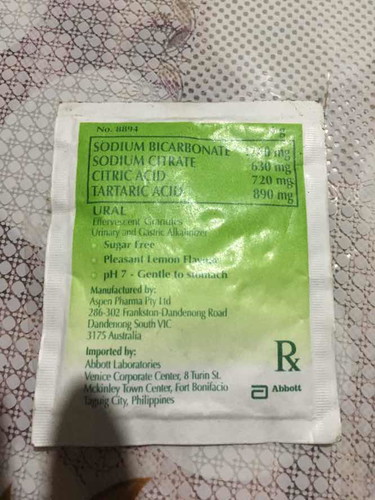 No. 8894
SODIUM BICARBONATE mg
SODIUM CITRATE 630 mg
CITRIC ACID 720 mg
TARTARIC ACID 890 mg
URAL
Effervescent Granules
Urinary and Gastric Alkalinizer
Sugar Free
Pleasant Lemon Flavour
pH 7 - Gentle to stomach
Manufactured by:
Aspen Pharma Pty Ltd
286-302 Frankston-Dandenong Road
Dandenong South VIC
3175 Australia
Imported by:
Abbott Laboratories
Venice Corporate Center, 8 Turin St.
Mckinley Town Center, Fort Bonifacio
Taguig City, Philippines
Rx
Abbott